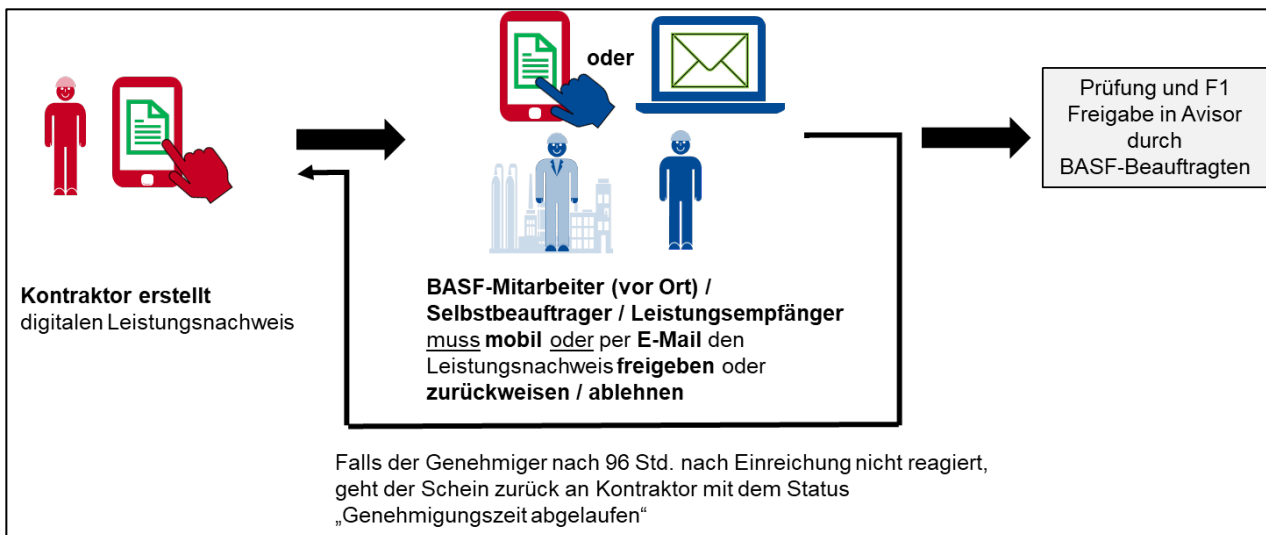 oder
Prüfung und F1
Freigabe in Avisor
durch
BASF-Beauftragten
Kontraktor erstellt
digitalen Leistungsnachweis
BASF-Mitarbeiter (vor Ort) /
Selbstbeauftrager / Leistungsempfänger
muss mobil oder per E-Mail den
Leistungsnachweis freigeben oder
zurückweisen / ablehnen
Falls der Genehmiger nach 96 Std. nach Einreichung nicht reagiert,
geht der Schein zurück an Kontraktor mit dem Status
„Genehmigungszeit abgelaufen“